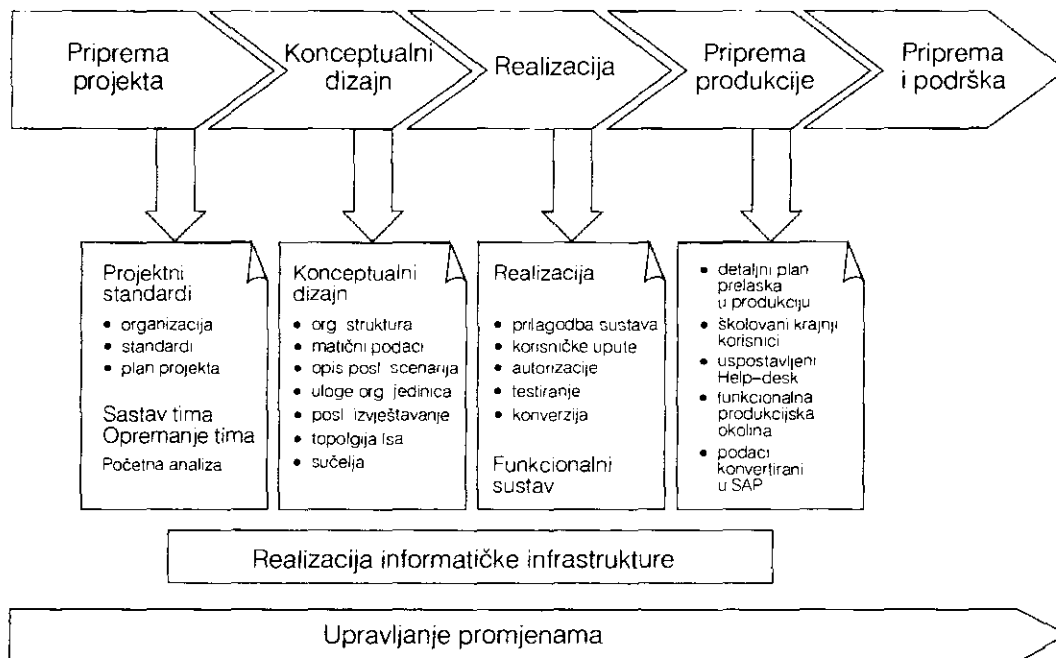 Priprema
projekta
Konceptualni
dizajn
Realizacija
Priprema
produkcije
Priprema
i podrška
Projektni
standardi
• organizacija
• standardi
• plan projekta
Sastav tima
Opremanje tima
Početna analiza
Konceptualni
dizajn
• org struktura
• matični podaci
• opis posl scenarija
• uloge org jedinica
• posl izvještavanje
• topolgija Isa
• sučelja
Realizacija
• prilagodba sustava
• korisničke upute
• autorizacije
• testiranje
• konverzija
Funkcionalni
sustav
• detaljni plan
prelaska
u produkciju
• školovani krajnji
korisnici
• uspostavljeni
Help-desk
• funkcionalna
produkcijska
okolina
• podaci
konvertirani
u SAP
Realizacija informatičke infrastrukture
Upravljanje promjenama